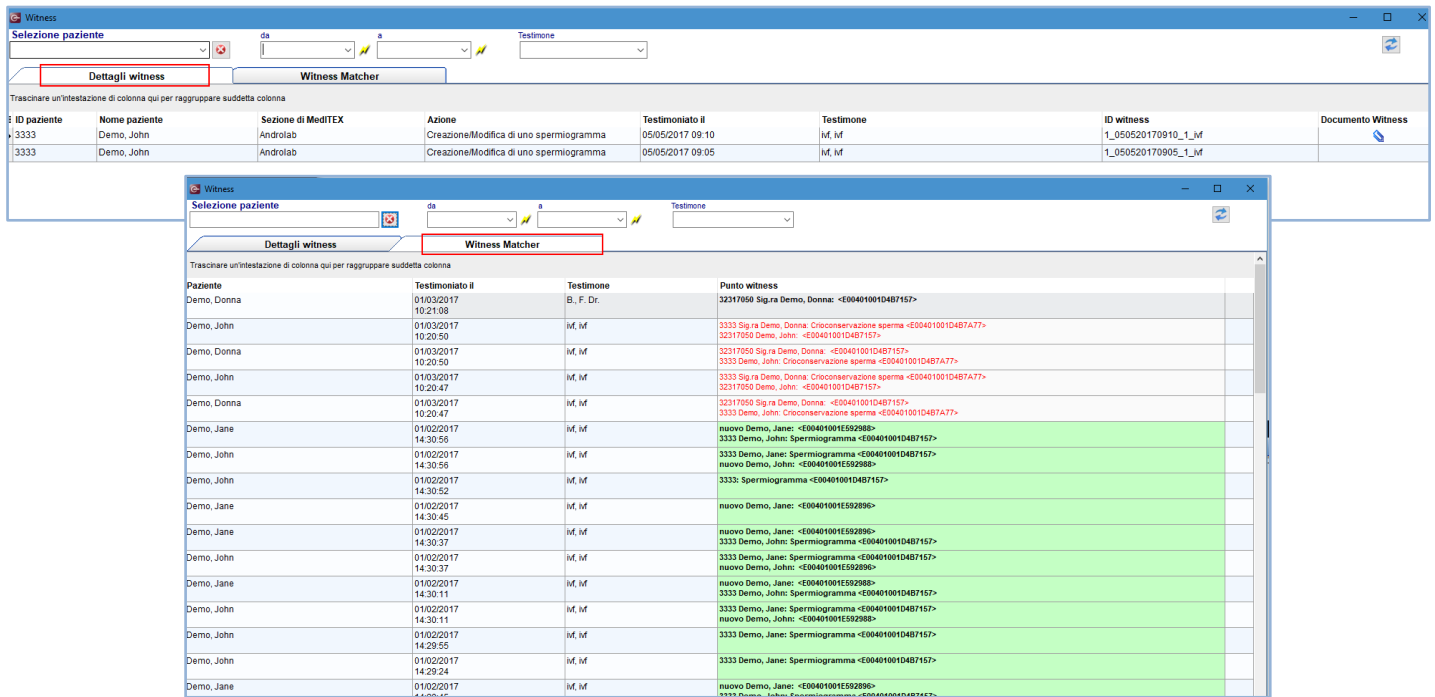 Witness
Selezione paziente da a Testimone
Dettagli witness Witness Matcher
Trascinare un'intestazione di colonna qui per raggruppare suddetta colonna
ID paziente Nome paziente Sezione di MedITEX Azione Testimoniato il Testimone ID witness Documento Witness
3333 Demo, John Androlab Creazione/Modifica di uno spermiogramma 05/05/2017 09:10 ivf, ivf 1_050520170910_1_ivf
3333 Demo, John Androlab Creazione/Modifica di uno spermiogramma 05/05/2017 09:05 ivf, ivf 1_050520170905_1_ivf
Witness
Selezione paziente da a Testimone
Dettagli witness Witness Matcher
Trascinare un'intestazione di colonna qui per raggruppare suddetta colonna
Paziente Testimoniato il Testimone Punto witness
Demo, Donna 01/03/2017 B., F. Dr. 32317050 Sig.ra Demo, Donna: <E00401001D4B7157>
10:21:08
Demo, John 01/03/2017 ivf, ivf 3333 Sig.ra Demo, Donna: Crioconservazione sperma <E00401001D4B7A77>
10:20:50 32317050 Demo, John: <E00401001D4B7157>
Demo, Donna 01/03/2017 ivf, ivf 32317050 Sig.ra Demo, Donna: <E00401001D4B7157>
10:20:50 3333 Demo, John: Crioconservazione sperma <E00401001D4B7A77>
Demo, John 01/03/2017 ivf, ivf 3333 Sig.ra Demo, Donna: Crioconservazione sperma <E00401001D4B7A77>
10:20:47 32317050 Demo, John: <E00401001D4B7157>
Demo, Donna 01/03/2017 ivf, ivf 32317050 Sig.ra Demo, Donna: <E00401001D4B7157>
10:20:47 3333 Demo, John: Crioconservazione sperma <E00401001D4B7A77>
Demo, Jane 01/02/2017 ivf, ivf nuovo Demo, Jane: <E00401001E592988>
14:30:56 3333 Demo, John: Spermiogramma <E00401001D4B7157>
Demo, John 01/02/2017 ivf, ivf 3333 Demo, Jane: Spermiogramma <E00401001D4B7157>
14:30:56 nuovo Demo, John: <E00401001E592988>
Demo, John 01/02/2017 ivf, ivf 3333: Spermiogramma <E00401001D4B7157>
14:30:52
Demo, Jane 01/02/2017 ivf, ivf nuovo Demo, Jane: <E00401001E592896>
14:30:45
Demo, Jane 01/02/2017 ivf, ivf nuovo Demo, Jane: <E00401001E592896>
14:30:37 3333 Demo, John: Spermiogramma <E00401001D4B7157>
Demo, John 01/02/2017 ivf, ivf 3333 Demo, Jane: Spermiogramma <E00401001D4B7157>
14:30:37 nuovo Demo, John: <E00401001E592896>
Demo, Jane 01/02/2017 ivf, ivf nuovo Demo, Jane: <E00401001E592988>
14:30:11 3333 Demo, John: Spermiogramma <E00401001D4B7157>
Demo, John 01/02/2017 ivf, ivf 3333 Demo, Jane: Spermiogramma <E00401001D4B7157>
14:30:11 nuovo Demo, John: <E00401001E592988>
Demo, John 01/02/2017 ivf, ivf 3333 Demo, Jane: Spermiogramma <E00401001D4B7157>
14:29:55
Demo, John 01/02/2017 ivf, ivf 3333 Demo, Jane: Spermiogramma <E00401001D4B7157>
14:29:24
Demo, Jane 01/02/2017 ivf, ivf nuovo Demo, Jane: <E00401001E592896>